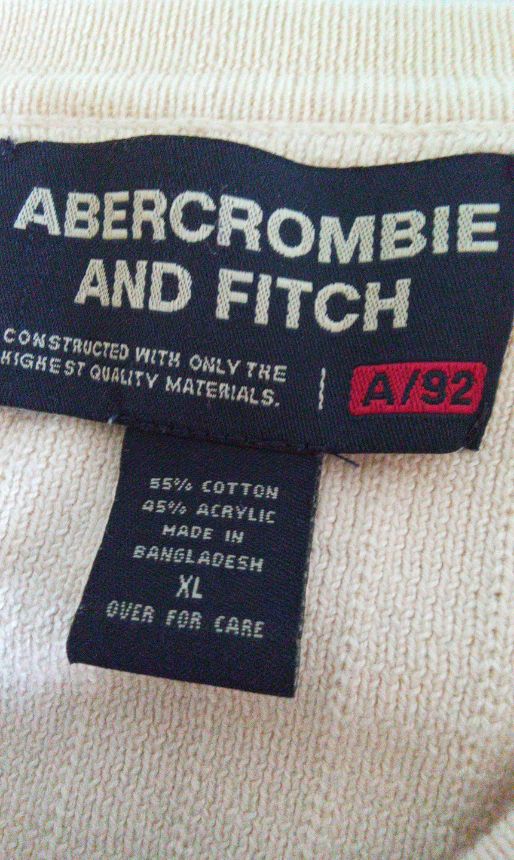 ABERCROMBIE
AND FITCH
CONSTRUCTED WITH ONLY THE
HIGHEST QUALITY MATERIALS.
A/92
55% COTTON
45% ACRYLIC
MADE IN
BANGLADESH
XL
OVER FOR CARE